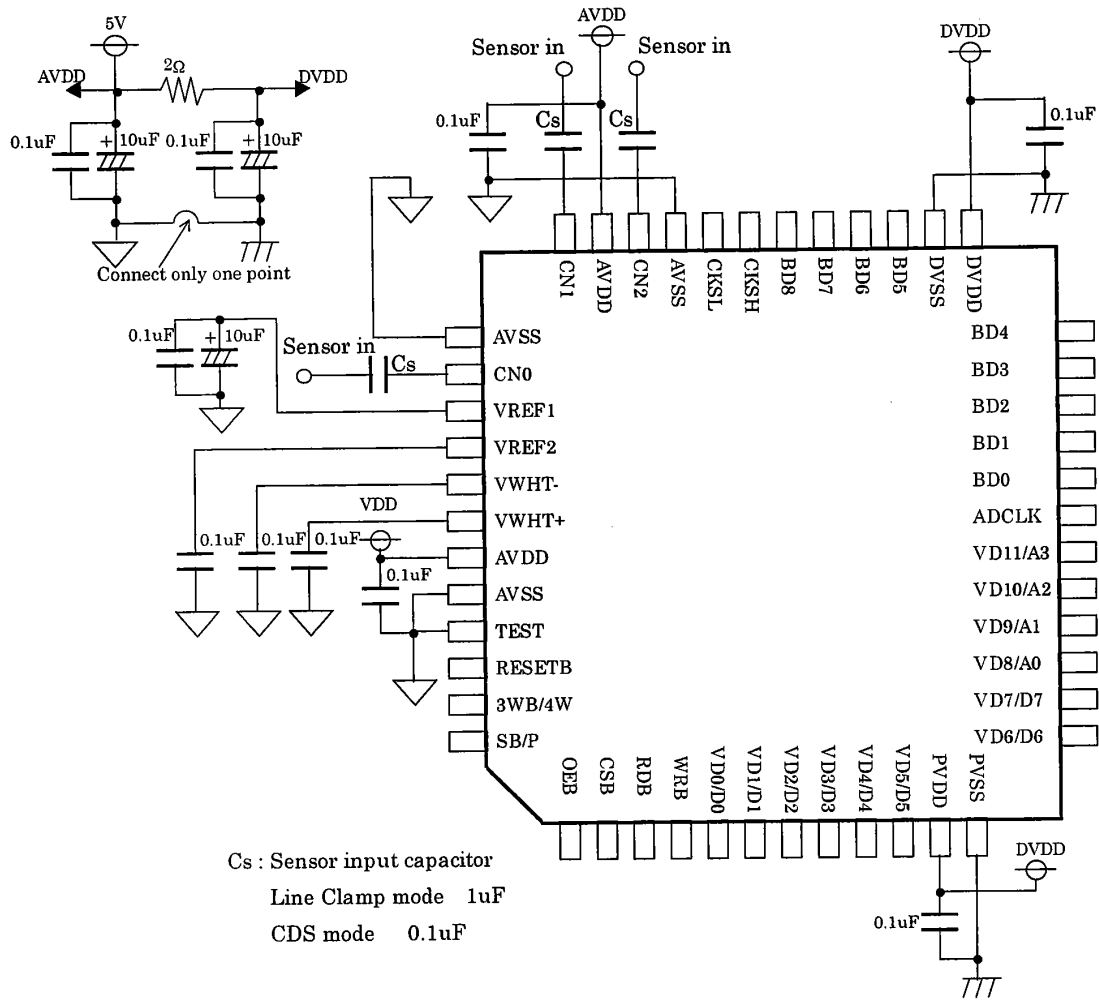 5V
AVDD
2Ω
DVDD
0.1uF
+ 10uF
0.1uF
+ 10uF
Connect only one point
AVDD
Sensor in
Sensor in
0.1uF
Cs
Cs
DVDD
0.1uF
CN1
AVDD
CN2
AVSS
CKSL
CKSH
BD8
BD7
BD6
BD5
DVSS
DVDD
0.1uF
+ 10uF
Sensor in
Cs
AVSS
CN0
VREF1
VREF2
VWHT-
VWHT+
AVDD
AVSS
TEST
RESETB
3WB/4W
SB/P
VDD
0.1uF
0.1uF
0.1uF
0.1uF
BD4
BD3
BD2
BD1
BD0
ADCLK
VD11/A3
VD10/A2
VD9/A1
VD8/A0
VD7/D7
VD6/D6
OEB
CSB
RDB
WRB
VD0/D0
VD1/D1
VD2/D2
VD3/D3
VD4/D4
VD5/D5
PVDD
PVSS
DVDD
0.1uF
Cs : Sensor input capacitor
Line Clamp mode 1uF
CDS mode 0.1uF